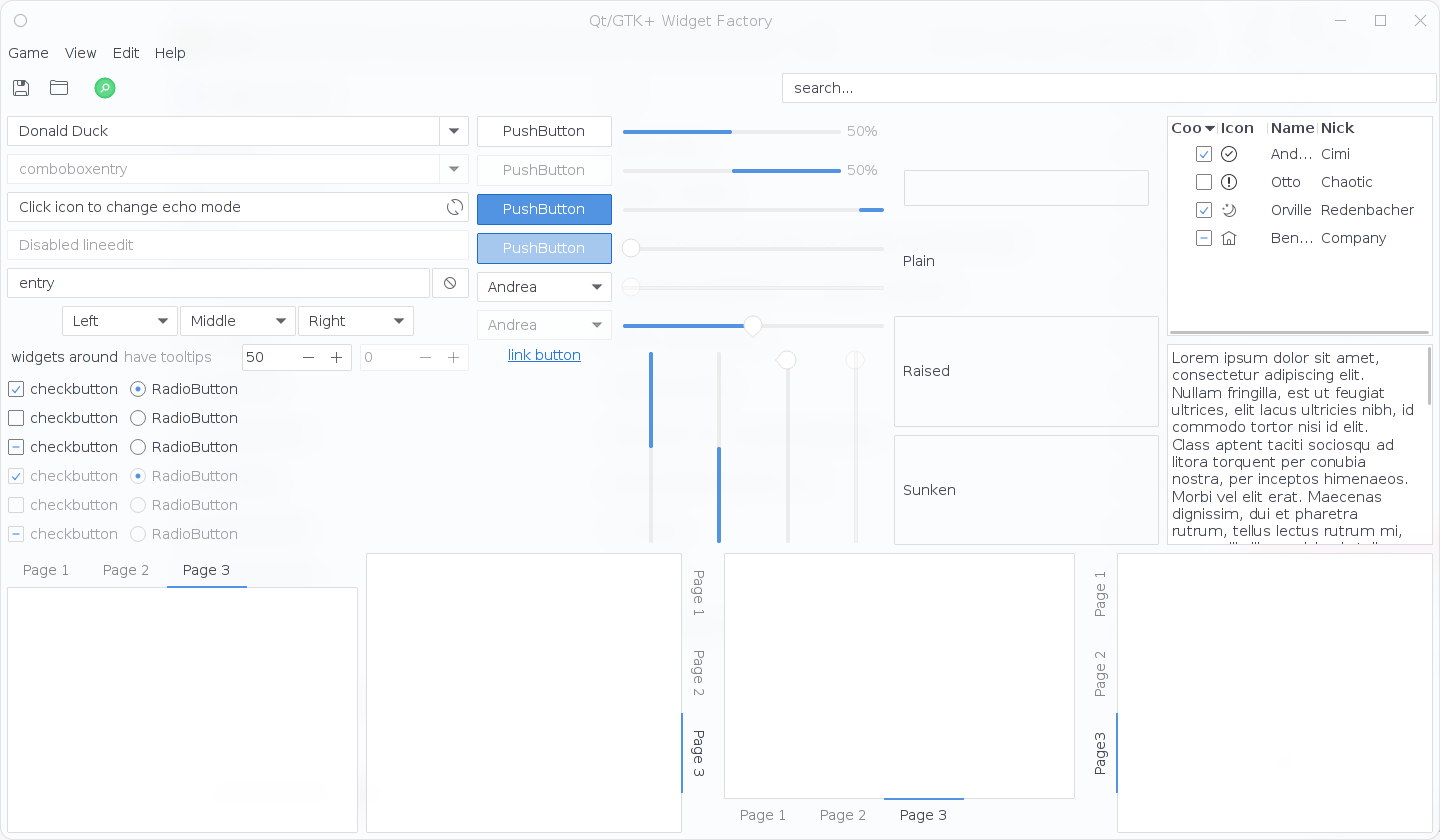 Qt/GTK+ Widget Factory
Game View Edit Help
search...
Donald Duck
comboboxentry
Click icon to change echo mode
Disabled lineedit
entry
Left Middle Right
widgets around have tooltips 50 0
checkbutton RadioButton
checkbutton RadioButton
checkbutton RadioButton
checkbutton RadioButton
checkbutton RadioButton
checkbutton RadioButton
PushButton
PushButton
PushButton
PushButton
Andrea
Andrea
link button
50%
50%
Plain
Raised
Sunken
Coo Icon Name Nick
And... Cimi
Otto Chaotic
Orville Redenbacher
Ben... Company
Lorem ipsum dolor sit amet,
consectetur adipiscing elit.
Nullam fringilla, est ut feugiat
ultrices, elit lacus ultricies nibh, id
commodo tortor nisi id elit.
Class aptent taciti sociosqu ad
litora torquent per conubia
nostra, per inceptos himenaeos.
Morbi vel elit erat. Maecenas
dignissim, dui et pharetra
rutrum, tellus lectus rutrum mi,
Page 1 Page 2 Page 3
Page 1
Page 2
Page 3
Page 1 Page 2 Page 3
Page 1
Page 2
Page3